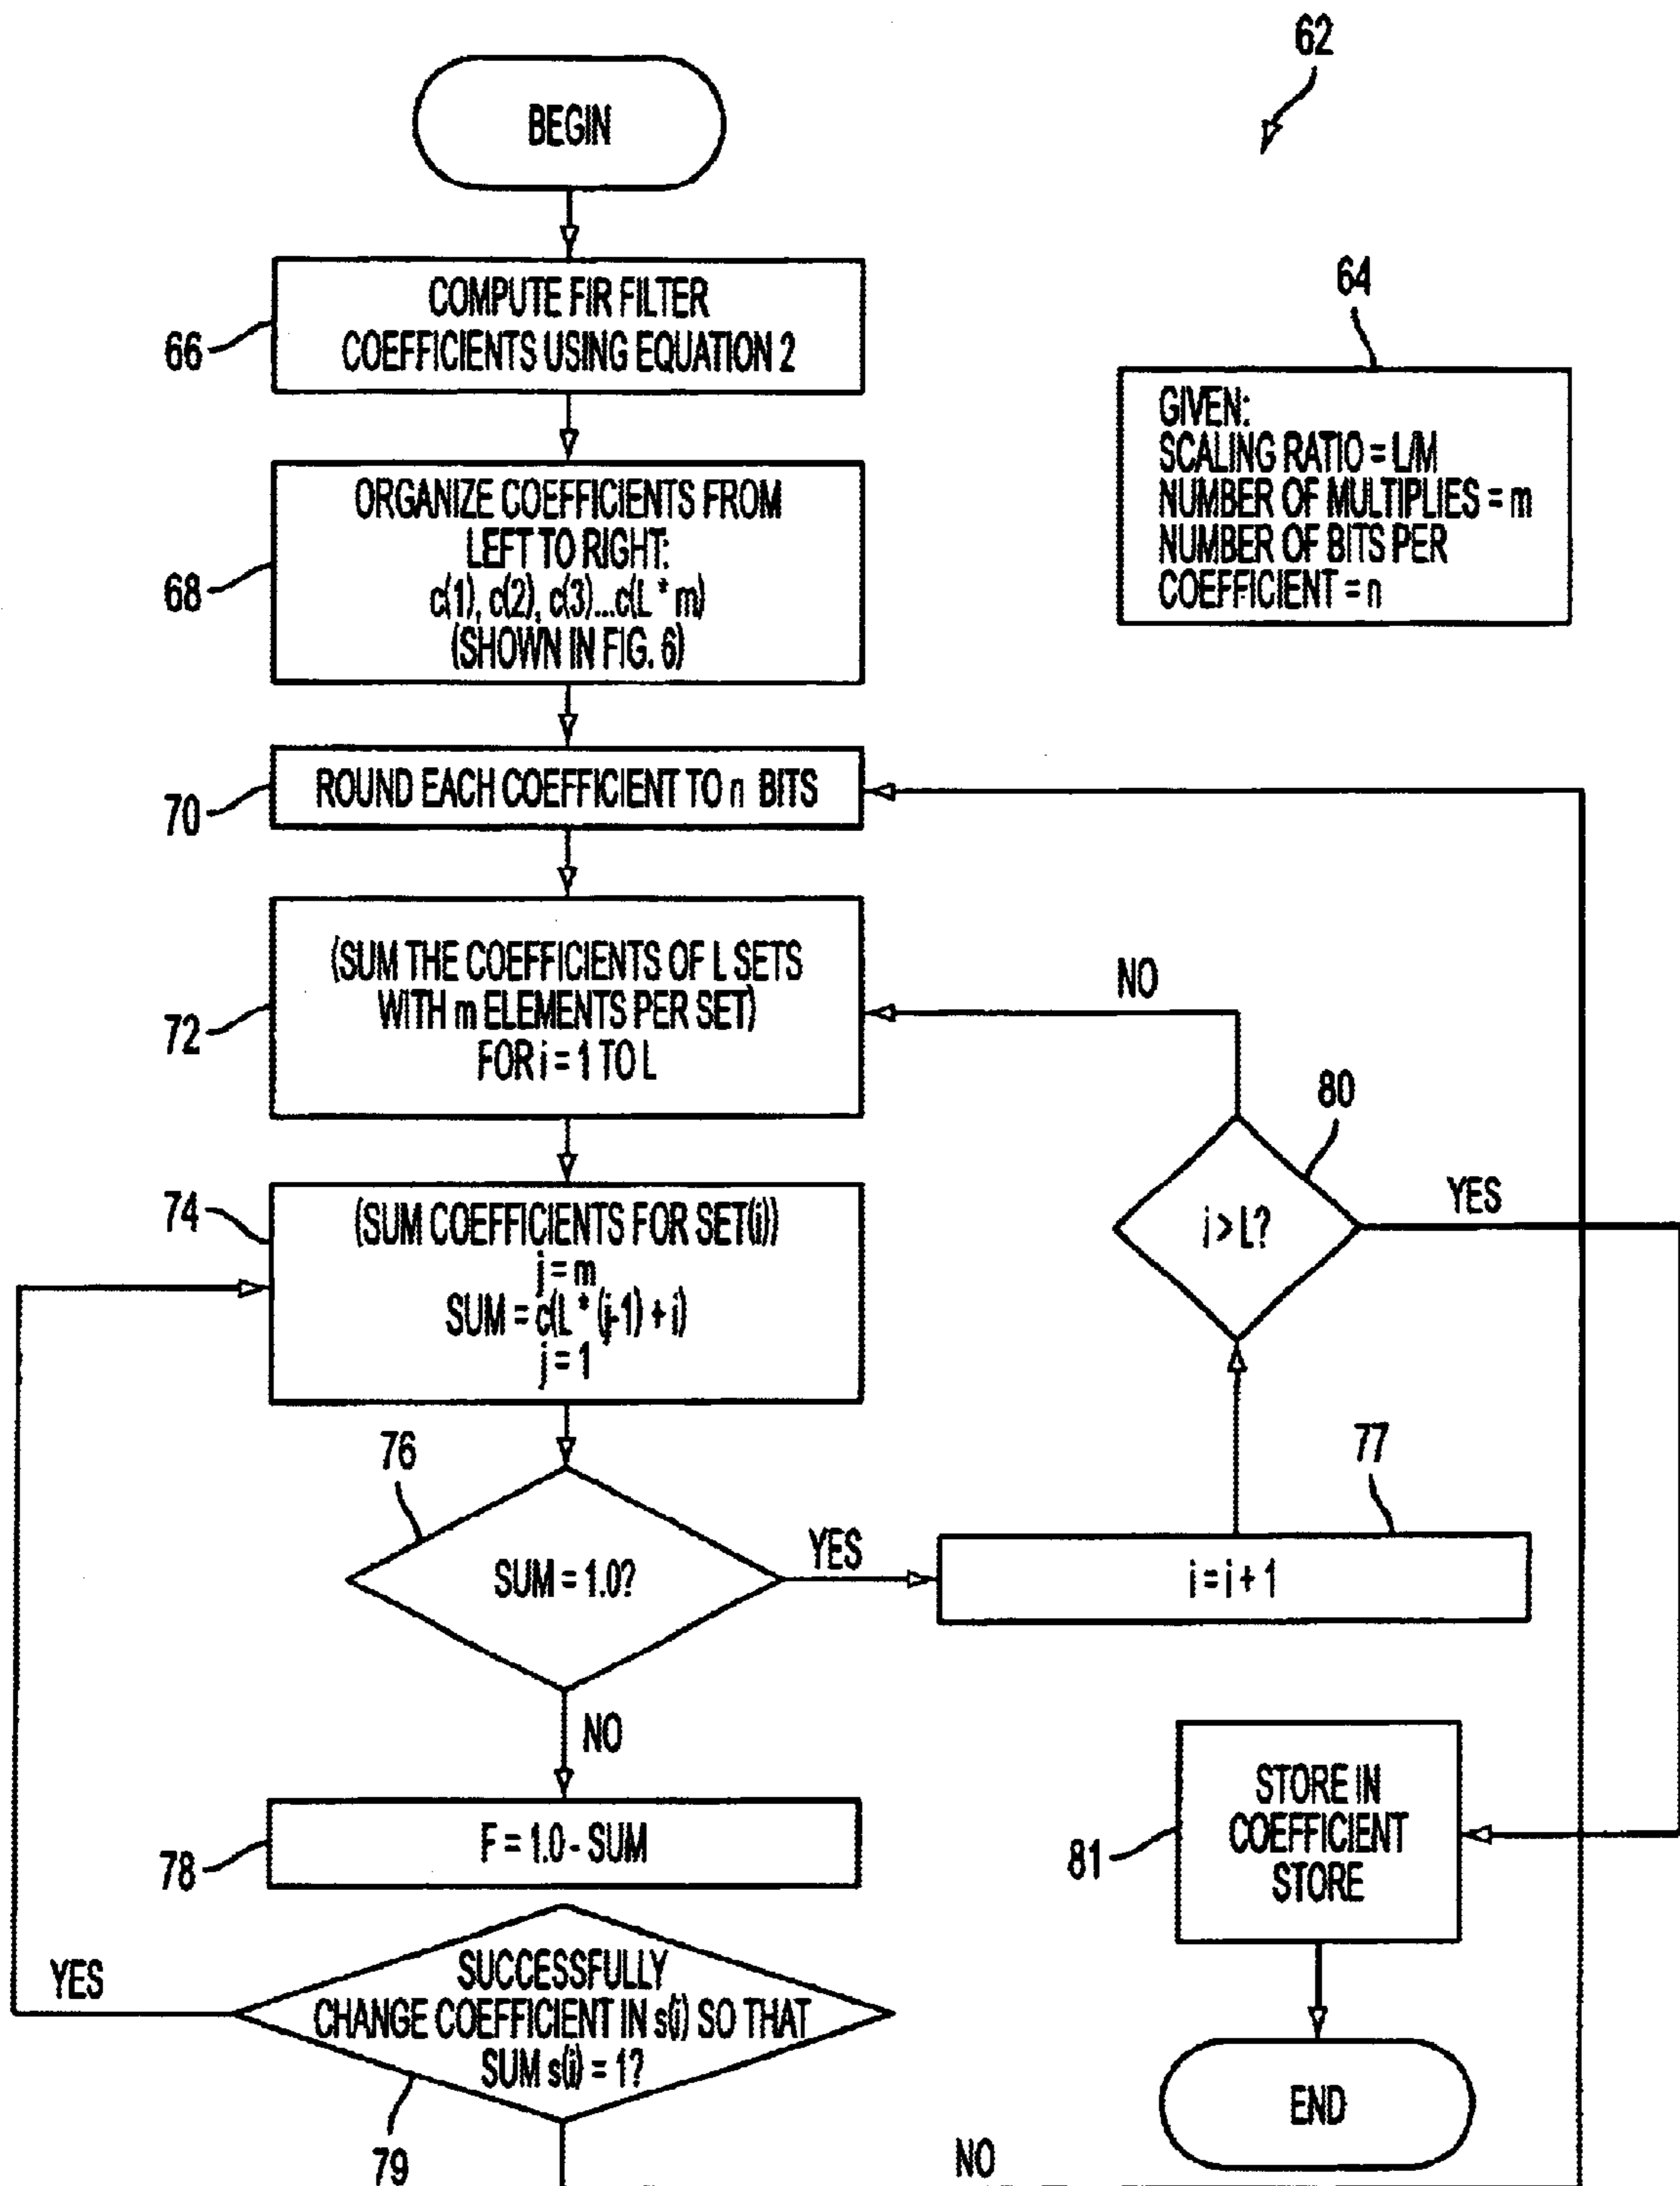 62
BEGIN
COMPUTE FIR FILTER
COEFFICIENTS USING EQUATION 2
66
64
GIVEN:
SCALING RATIO = L/M
NUMBER OF MULTIPLIES = m
NUMBER OF BITS PER
COEFFICIENT = n
ORGANIZE COEFFICIENTS FROM
LEFT TO RIGHT:
c(1), c(2), c(3)...c(L * m)
(SHOWN IN FIG. 6)
68
ROUND EACH COEFFICIENT TO n BITS
70
(SUM THE COEFFICIENTS OF L SETS
WITH m ELEMENTS PER SET)
FOR i = 1 TO L
72
NO
80
i > L?
YES
74
(SUM COEFFICIENTS FOR SET(i))
j = m
SUM = c(L * (j-1) + i)
j = 1
76
SUM = 1.0?
YES
77
i = i + 1
NO
78
F = 1.0 - SUM
STORE IN
COEFFICIENT
STORE
81
YES
SUCCESSFULLY
CHANGE COEFFICIENT IN s(i) SO THAT
SUM s(i) = 1?
79
NO
END